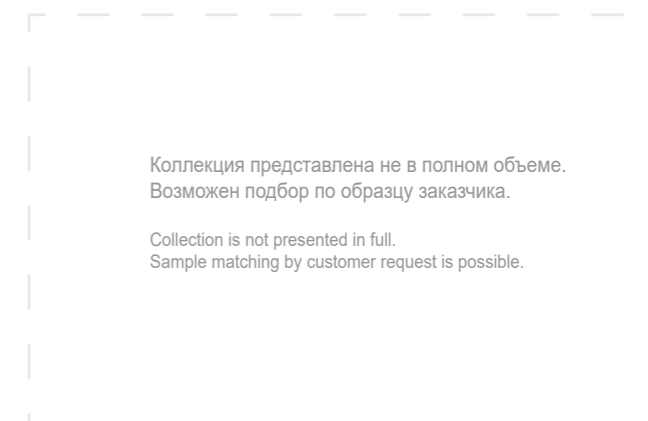 Коллекция представлена не в полном объеме.
Возможен подбор по образцу заказчика.
Collection is not presented in full.
Sample matching by customer request is possible.